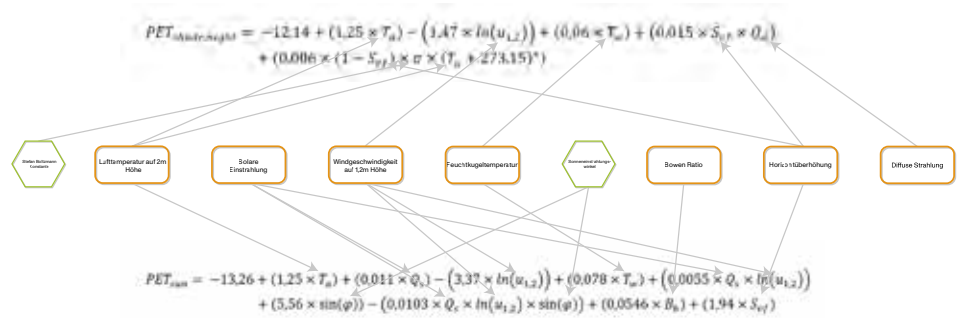 PET_shade,night = −12.14 + (1,25 × T_a) − (1,47 × ln(u_1,2)) + (0,06 × T_w) + (0,015 × S_vf × Q_d)
+ (0.006 × (1 − S_vf) × σ × (T_a + 273.15)⁴)
Stefan Boltzmann
Konstante
Lufttemperatur auf 2m
Höhe
Solare
Einstrahlung
Windgeschwindigkeit
auf 1,2m Höhe
Feuchtkugeltemperatur
Sonneneinstrahlungs-
winkel
Bowen Ratio
Horizontüberhöhung
Diffuse Strahlung
PET_sun = −13,26 + (1,25 × T_a) + (0,011 × Q_s) − (3,37 × ln(u_1,2)) + (0,078 × T_w) + (0,0055 × Q_s × ln(u_1,2))
+ (5,56 × sin(φ)) − (0,0103 × Q_s × ln(u_1,2) × sin(φ)) + (0,0546 × B_b) + (1,94 × S_vf)